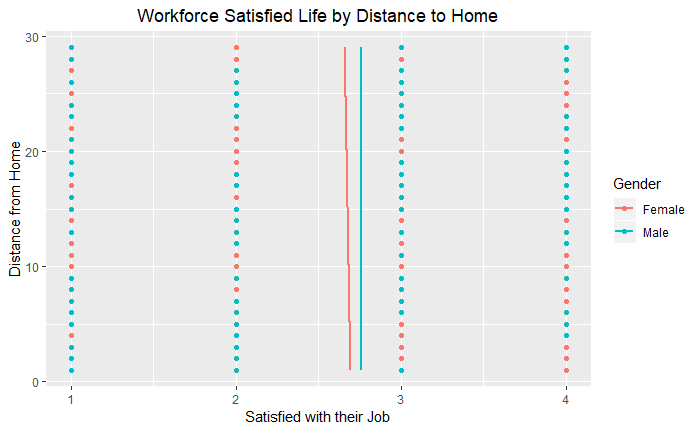 Workforce Satisfied Life by Distance to Home
30
20
10
0
Distance from Home
1 2 3 4
Satisfied with their Job
Gender
Female
Male